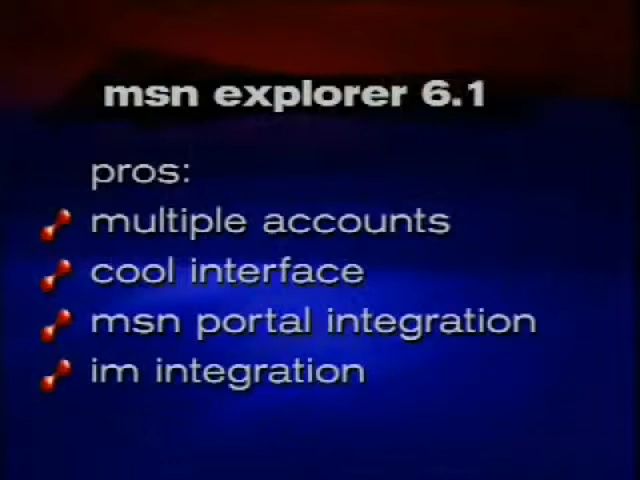 msn explorer 6.1
pros:
multiple accounts
cool interface
msn portal integration
im integration